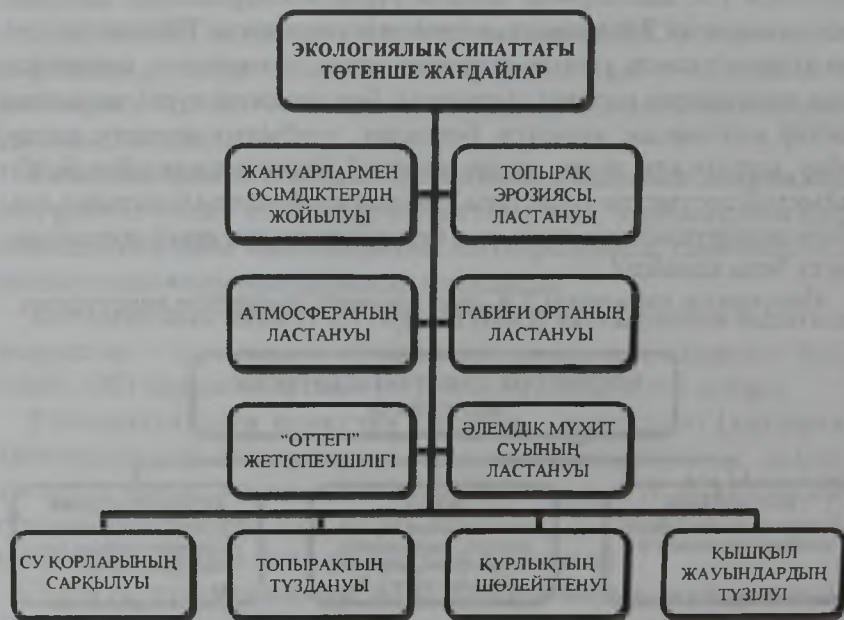 ЭКОЛОГИЯЛЫҚ СИПАТТАҒЫ
ТӨТЕНШЕ ЖАҒДАЙЛАР
ЖАНУАРЛАРМЕН
ӨСІМДІКТЕРДІҢ
ЖОЙЫЛУЫ
ТОПЫРАҚ
ЭРОЗИЯСЫ,
ЛАСТАНУЫ
АТМОСФЕРАНЫҢ
ЛАСТАНУЫ
ТАБИҒИ ОРТАНЫҢ
ЛАСТАНУЫ
"ОТТЕГІ"
ЖЕТІСПЕУШІЛІГІ
ӘЛЕМДІК МҰХИТ
СУЫНЫҢ
ЛАСТАНУЫ
СУ ҚОРЛАРЫНЫҢ
САРҚЫЛУЫ
ТОПЫРАҚТЫҢ
ТҰЗДАНУЫ
ҚҰРЛЫҚТЫҢ
ШӨЛЕЙТТЕНУІ
ҚЫШҚЫЛ
ЖАУЫНДАРДЫҢ
ТҮЗІЛУІ